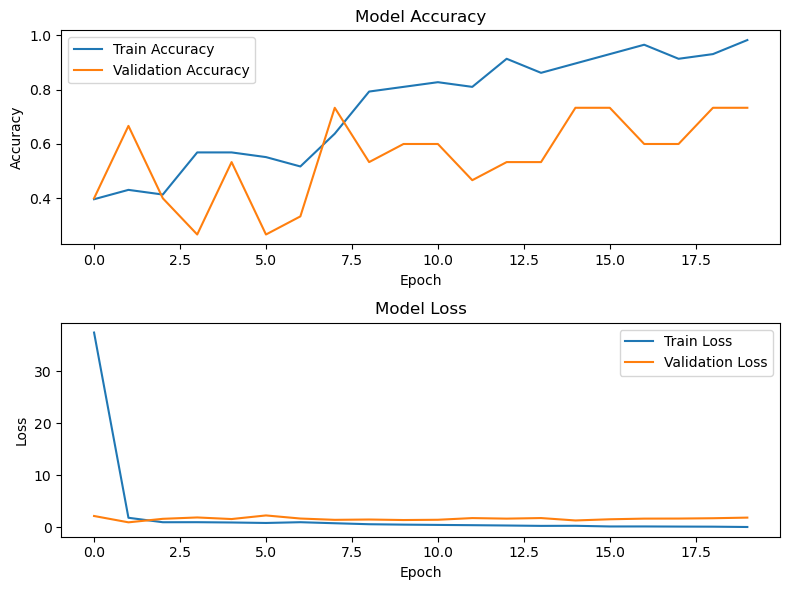 Model Accuracy
1.0
0.8
0.6
0.4
Accuracy
Train Accuracy
Validation Accuracy
0.0 2.5 5.0 7.5 10.0 12.5 15.0 17.5
Epoch
Model Loss
30
20
10
0
Loss
Train Loss
Validation Loss
0.0 2.5 5.0 7.5 10.0 12.5 15.0 17.5
Epoch